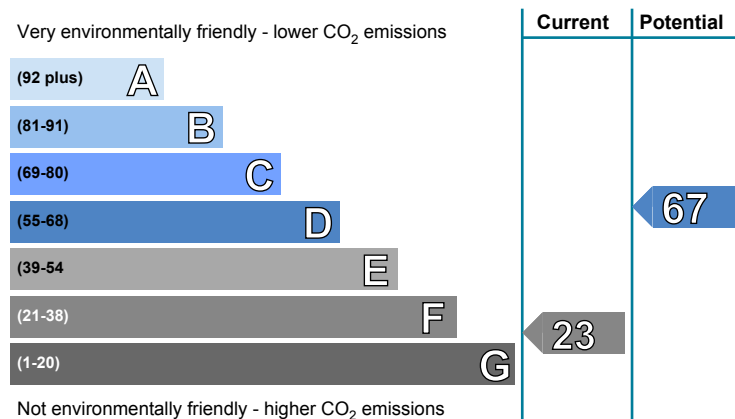 Very environmentally friendly - lower CO₂ emissions
Current Potential
(92 plus) A
(81-91) B
(69-80) C
(55-68) D
67
(39-54 E
(21-38) F
23
(1-20) G
Not environmentally friendly - higher CO₂ emissions